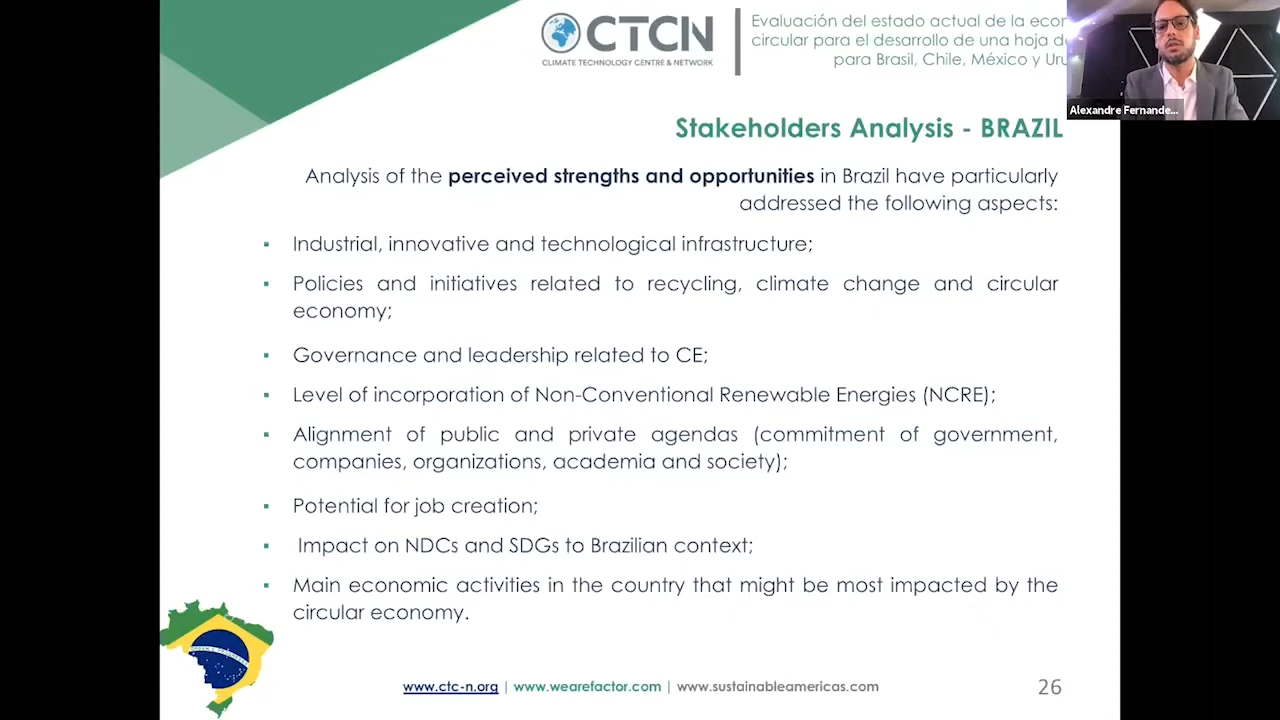 CTCN
CLIMATE TECHNOLOGY CENTRE & NETWORK
Evaluación del estado actual de la
circular para el desarrollo de una hoja
para Brasil, Chile, México y
Alexandre Fernande...
Stakeholders Analysis - BRAZIL
Analysis of the perceived strengths and opportunities in Brazil have particularly
addressed the following aspects:
▪ Industrial, innovative and technological infrastructure;
▪ Policies and initiatives related to recycling, climate change and circular
economy;
▪ Governance and leadership related to CE;
▪ Level of incorporation of Non-Conventional Renewable Energies (NCRE);
▪ Alignment of public and private agendas (commitment of government,
companies, organizations, academia and society);
▪ Potential for job creation;
▪ Impact on NDCs and SDGs to Brazilian context;
▪ Main economic activities in the country that might be most impacted by the
circular economy.
www.ctc-n.org | www.wearefactor.com | www.sustainableamericas.com
26